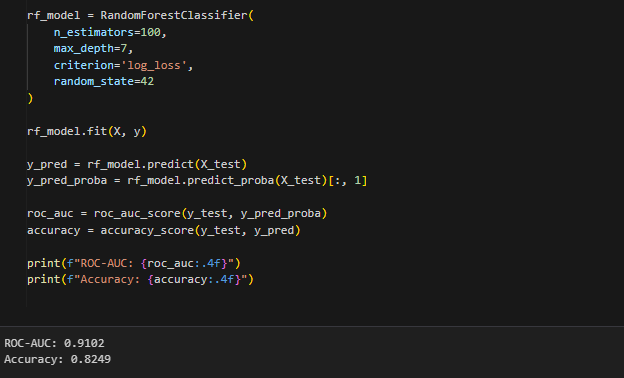 rf_model = RandomForestClassifier(
    n_estimators=100,
    max_depth=7,
    criterion='log_loss',
    random_state=42
)
rf_model.fit(X, y)
y_pred = rf_model.predict(X_test)
y_pred_proba = rf_model.predict_proba(X_test)[:, 1]
roc_auc = roc_auc_score(y_test, y_pred_proba)
accuracy = accuracy_score(y_test, y_pred)
print(f"ROC-AUC: {roc_auc:.4f}")
print(f"Accuracy: {accuracy:.4f}")
ROC-AUC: 0.9102
Accuracy: 0.8249